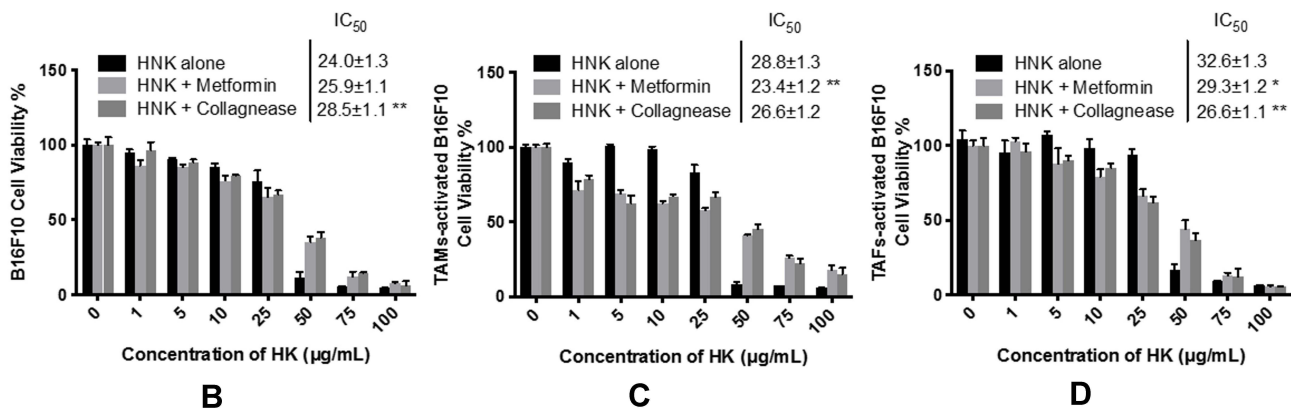 IC50
HNK alone 24.0±1.3
HNK + Metformin 25.9±1.1
HNK + Collagnease 28.5±1.1 **
B16F10 Cell Viability %
150
100
50
0
0 1 5 10 25 50 75 100
Concentration of HK (µg/mL)
B
IC50
HNK alone 28.8±1.3
HNK + Metformin 23.4±1.2 **
HNK + Collagnease 26.6±1.2
TAMs-activated B16F10
Cell Viability %
150
100
50
0
0 1 5 10 25 50 75 100
Concentration of HK (µg/mL)
C
IC50
HNK alone 32.6±1.3
HNK + Metformin 29.3±1.2 *
HNK + Collagnease 26.6±1.1 **
TAFs-activated B16F10
Cell Viability %
150
100
50
0
0 1 5 10 25 50 75 100
Concentration of HK (µg/mL)
D